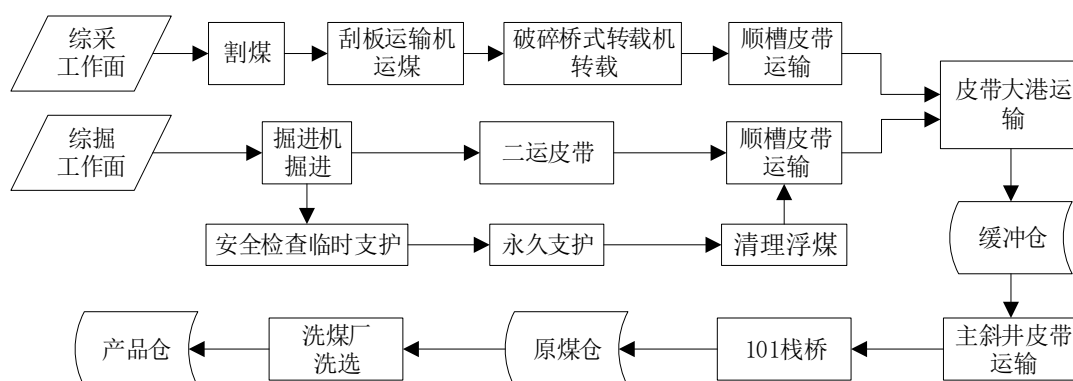 综采
工作面
割煤
刮板运输机
运煤
破碎桥式转载机
转载
顺槽皮带
运输
皮带大港运
输
综掘
工作面
掘进机
掘进
二运皮带
顺槽皮带
运输
安全检查临时支护
永久支护
清理浮煤
缓冲仓
产品仓
洗煤厂
洗选
原煤仓
101栈桥
主斜井皮带
运输